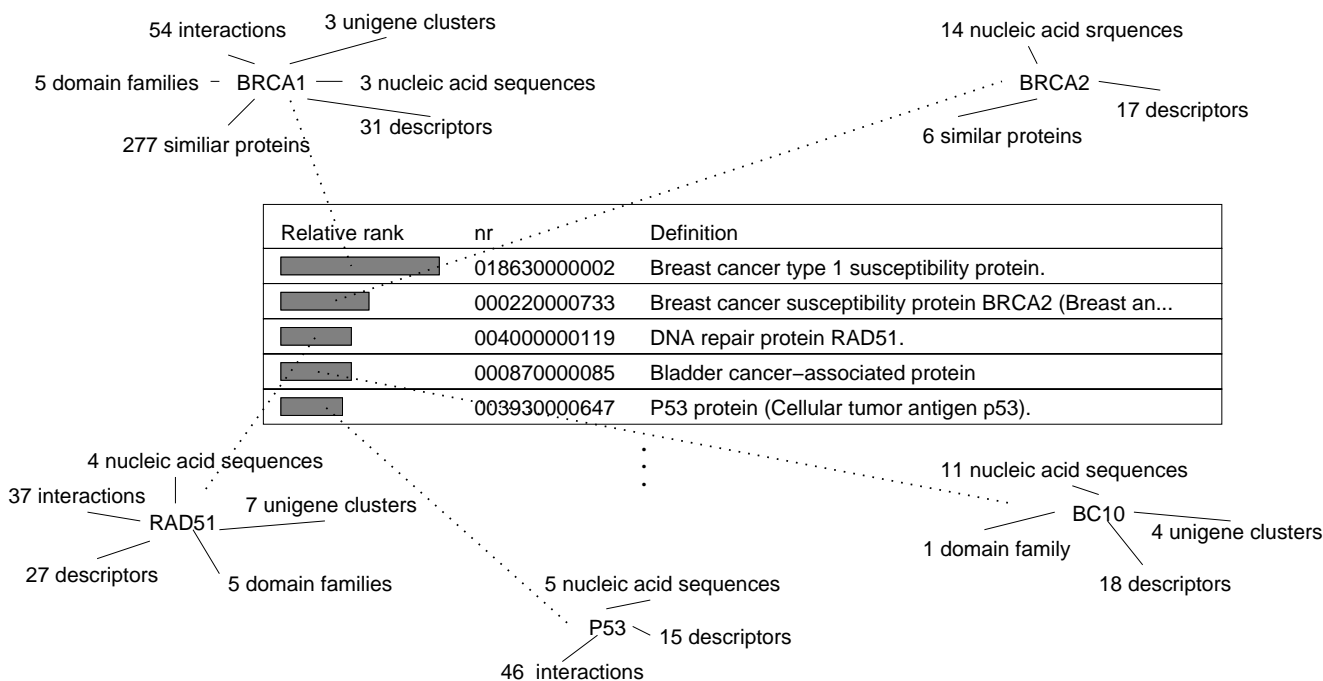 54 interactions
3 unigene clusters
5 domain families
BRCA1
3 nucleic acid sequences
31 descriptors
277 similiar proteins
14 nucleic acid srquences
BRCA2
17 descriptors
6 similar proteins
Relative rank nr Definition
018630000002 Breast cancer type 1 susceptibility protein.
000220000733 Breast cancer susceptibility protein BRCA2 (Breast an...
004000000119 DNA repair protein RAD51.
000870000085 Bladder cancer−associated protein
003930000647 P53 protein (Cellular tumor antigen p53).
4 nucleic acid sequences
37 interactions
7 unigene clusters
RAD51
27 descriptors
5 domain families
5 nucleic acid sequences
P53
15 descriptors
46 interactions
11 nucleic acid sequences
BC10
4 unigene clusters
1 domain family
18 descriptors